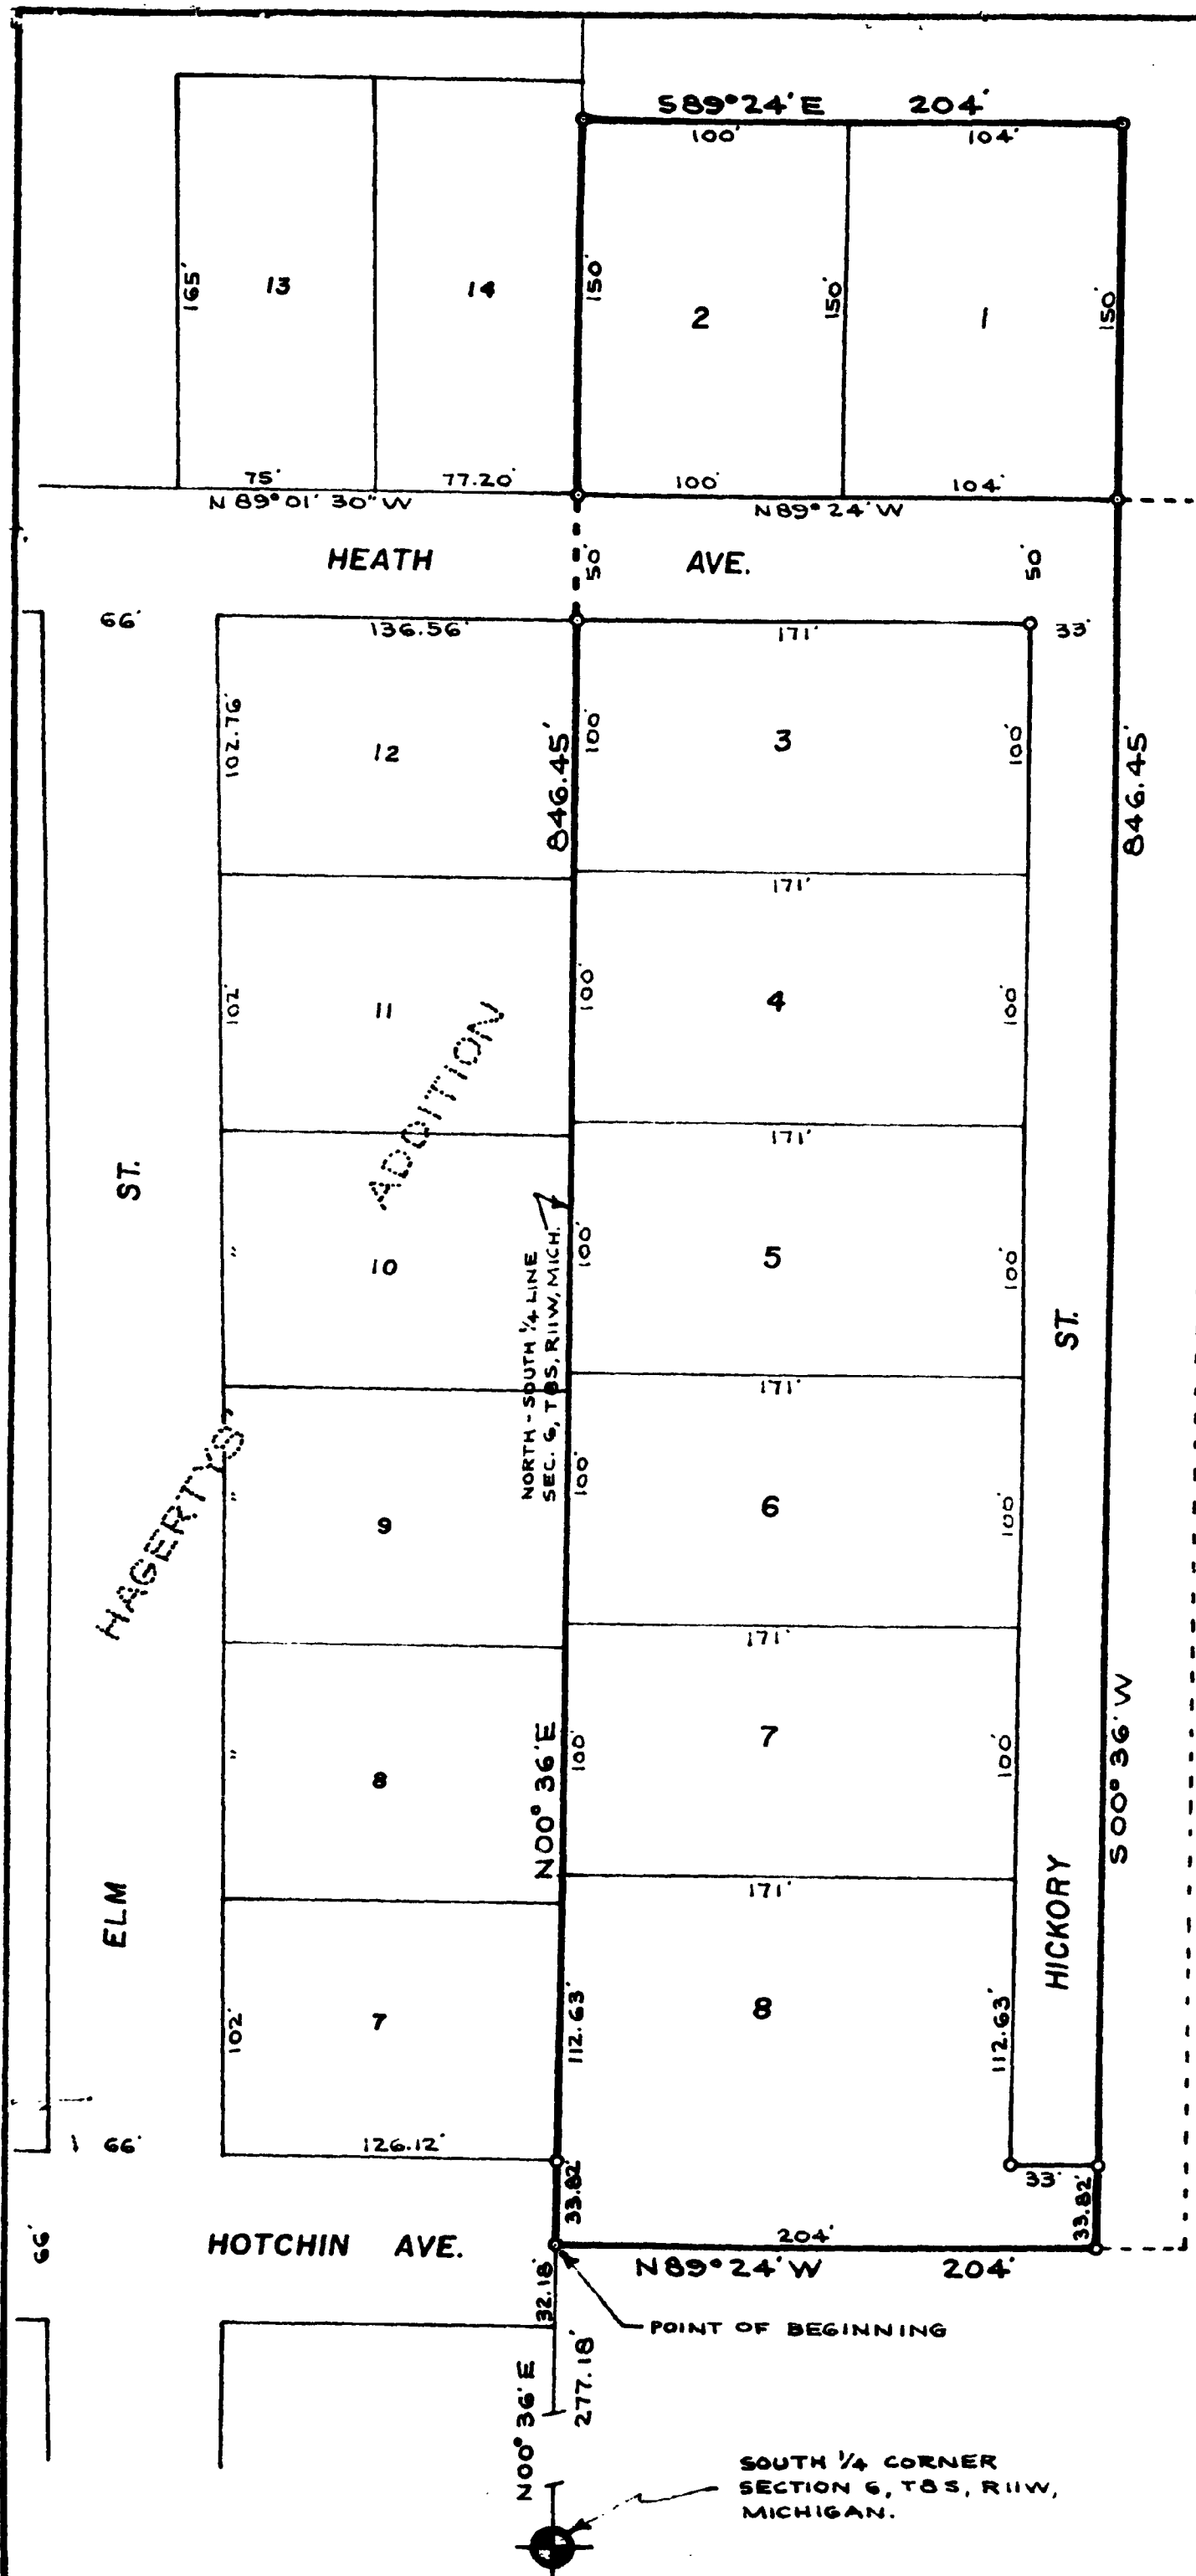 S89°24'E 204'
100' 104'
165' 13 14 150' 2 150' 1 150'
75' 77.20' 100' 104'
N 89° 01' 30" W N89°24'W
HEATH AVE. 50' 50'
66' 136.56' 171' 33'
102.76' 12 846.45' 100' 3 100' 846.45'
171'
102' 11 100' 4 100'
ADDITION
171'
ST.
" 10 100' 5 100'
NORTH - SOUTH 1/4 LINE
SEC. 6, T8S, R11W, MICH.
ST.
171'
HAGERTYS'
" 9 100' 6 100'
171'
" 8 N00° 36' E 100' 7 100' S 00° 36' W
171'
ELM HICKORY
102' 7 112.63' 8 112.63'
66' 126.12' 33'
33.82' 33.82'
66' HOTCHIN AVE. 204'
N89°24'W 204'
32.18'
POINT OF BEGINNING
N00° 36' E 277.18'
SOUTH 1/4 CORNER
SECTION 6, T8S, R11W,
MICHIGAN.